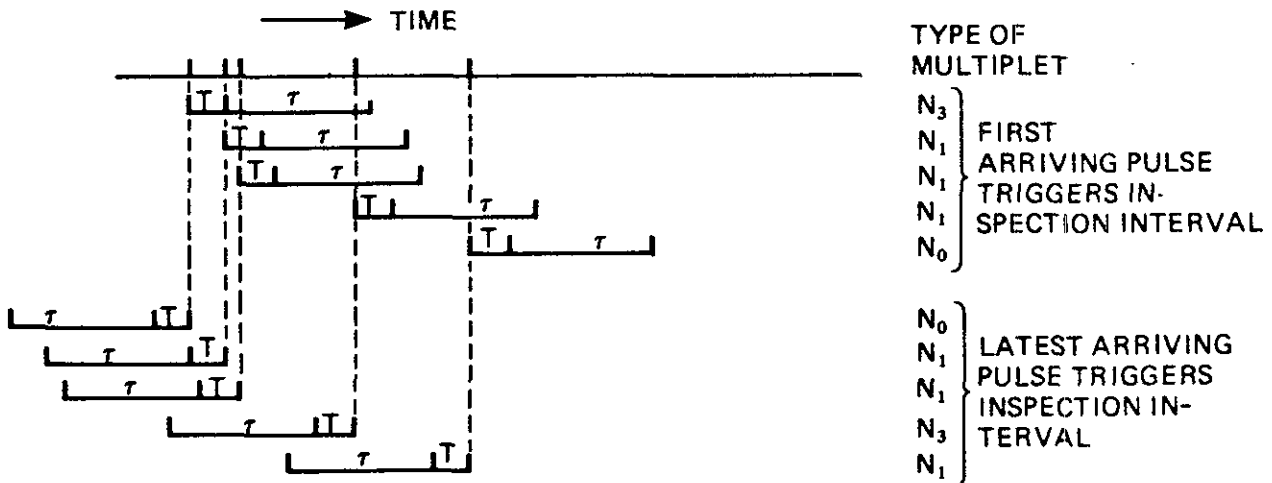 TIME
TYPE OF
MULTIPLET
T τ
T τ
T τ
T τ
T τ
N₃
N₁
N₁
N₁
N₀
FIRST
ARRIVING PULSE
TRIGGERS IN-
SPECTION INTERVAL
τ T
τ T
τ T
τ T
τ T
N₀
N₁
N₁
N₃
N₁
LATEST ARRIVING
PULSE TRIGGERS
INSPECTION IN-
TERVAL